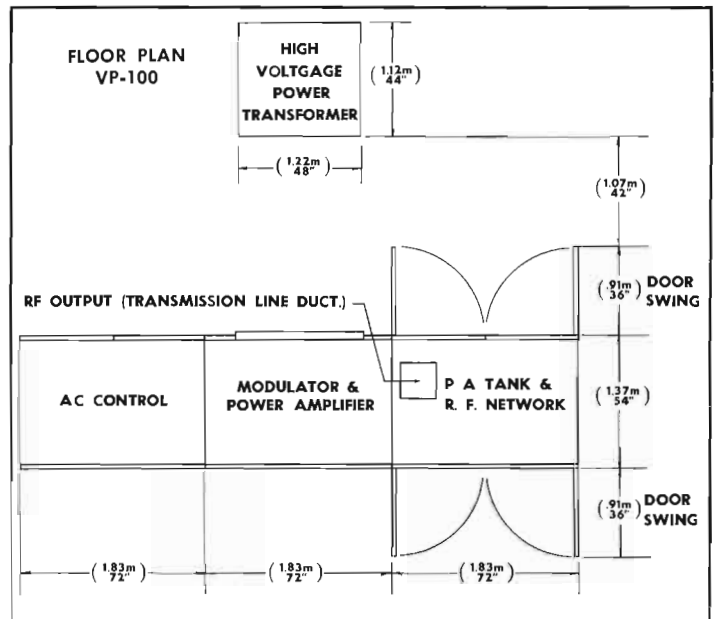 FLOOR PLAN
VP-100
HIGH
VOLTGAGE
POWER
TRANSFORMER
(1.12m
44")
(1.22m
48")
(1.07m
42")
(.91m
36")
DOOR
SWING
RF OUTPUT (TRANSMISSION LINE DUCT.)
AC CONTROL
MODULATOR &
POWER AMPLIFIER
P A TANK &
R. F. NETWORK
(1.37m
54")
(.91m
36")
DOOR
SWING
(1.83m
72")
(1.83m
72")
(1.83m
72")